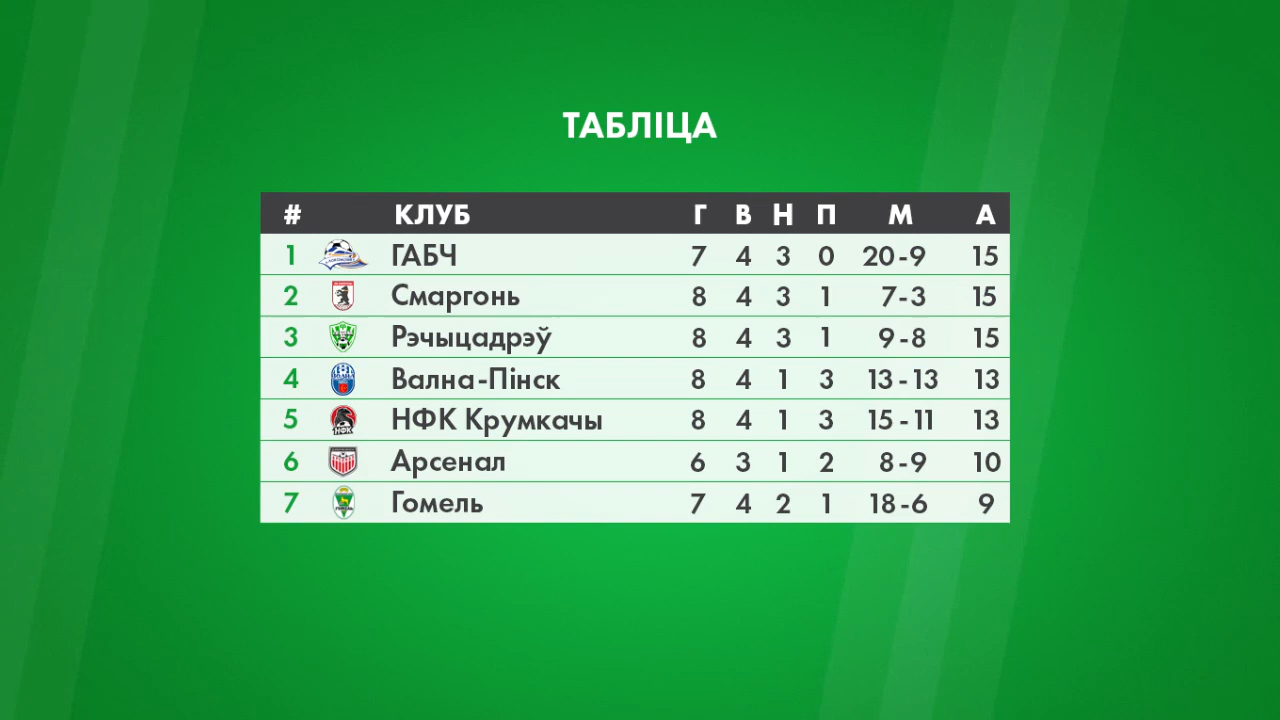 ТАБЛІЦА
# КЛУБ Г В Н П М А
1 ГАБЧ 7 4 3 0 20-9 15
2 Смаргонь 8 4 3 1 7-3 15
3 Рэчыцадрэў 8 4 3 1 9-8 15
4 Вална-Пінск 8 4 1 3 13-13 13
5 НФК Крумкачы 8 4 1 3 15-11 13
6 Арсенал 6 3 1 2 8-9 10
7 Гомель 7 4 2 1 18-6 9